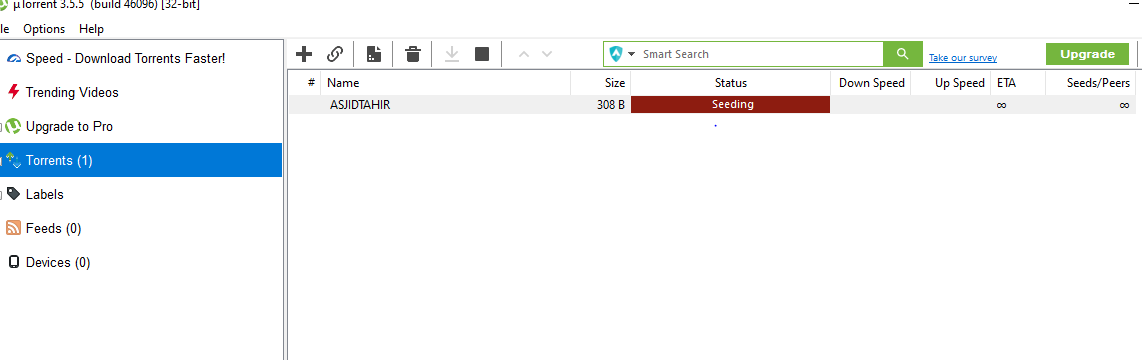 µTorrent 3.5.5 (build 46096) [32-bit]
le Options Help
Speed - Download Torrents Faster!
Trending Videos
Upgrade to Pro
Torrents (1)
Labels
Feeds (0)
Devices (0)
Smart Search
Take our survey
Upgrade
# Name Size Status Down Speed Up Speed ETA Seeds/Peers
ASJIDTAHIR 308 B Seeding ∞ ∞